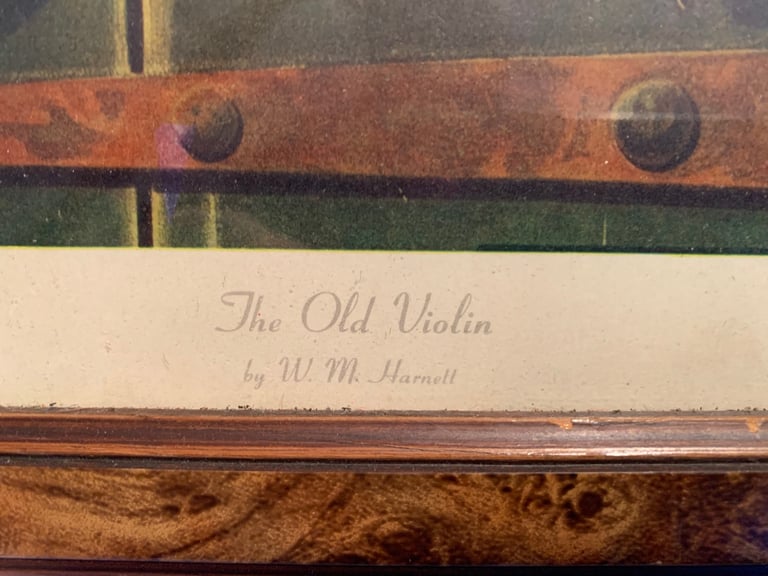 The Old Violin
by W. M. Harnett